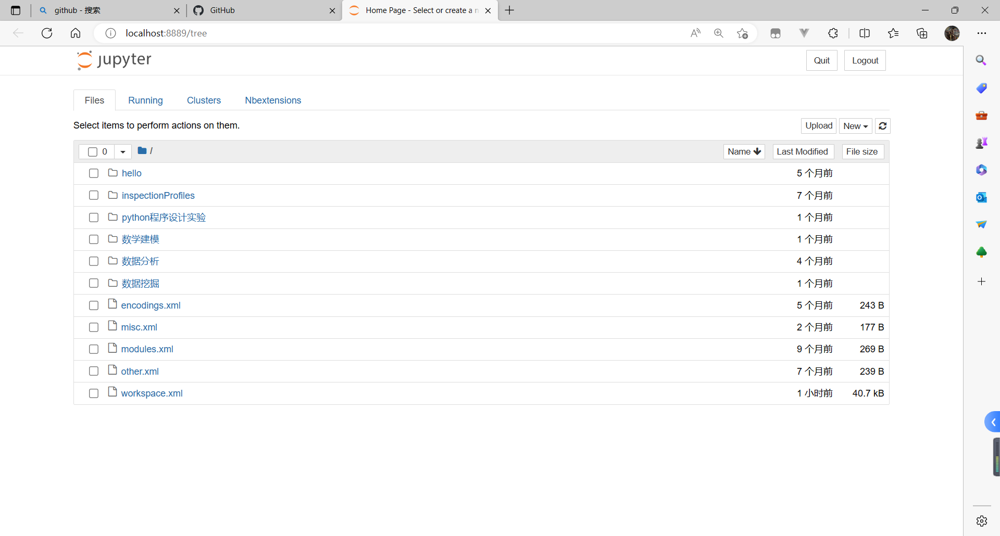 github - 搜索
GitHub
Home Page - Select or create a n
localhost:8889/tree
jupyter
Quit
Logout
Files
Running
Clusters
Nbextensions
Select items to perform actions on them.
Upload
New
0
/
Name
Last Modified
File size
hello
5 个月前
inspectionProfiles
7 个月前
python程序设计实验
1 个月前
数学建模
1 个月前
数据分析
4 个月前
数据挖掘
1 个月前
encodings.xml
5 个月前
243 B
misc.xml
2 个月前
177 B
modules.xml
9 个月前
269 B
other.xml
7 个月前
239 B
workspace.xml
1 小时前
40.7 kB